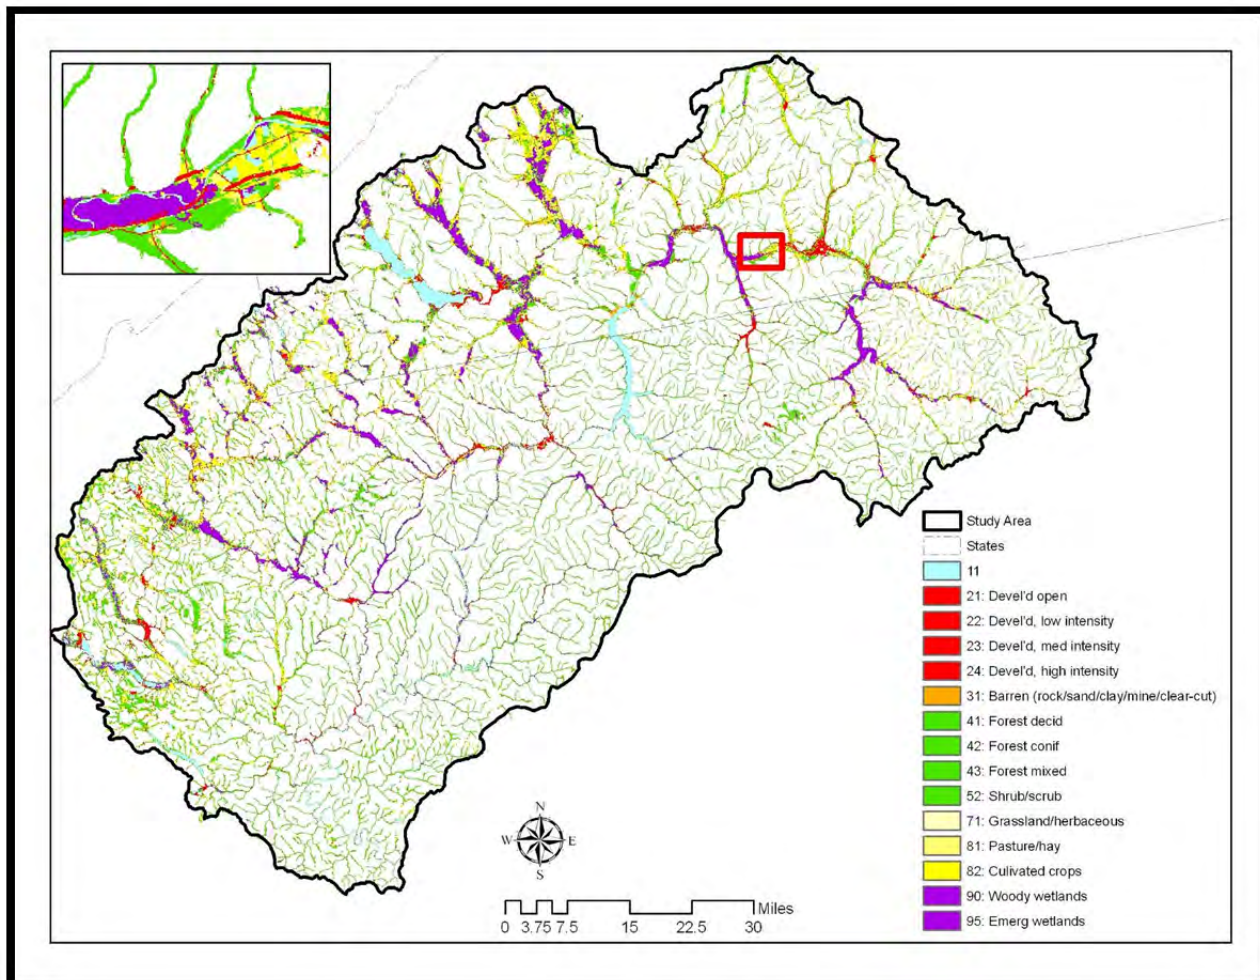 Study Area
States
11
21: Devel'd open
22: Devel'd, low intensity
23: Devel'd, med intensity
24: Devel'd, high intensity
31: Barren (rock/sand/clay/mine/clear-cut)
41: Forest decid
42: Forest conif
43: Forest mixed
52: Shrub/scrub
71: Grassland/herbaceous
81: Pasture/hay
82: Culivated crops
90: Woody wetlands
95: Emerg wetlands
N
W E
S
Miles
0 3.75 7.5 15 22.5 30